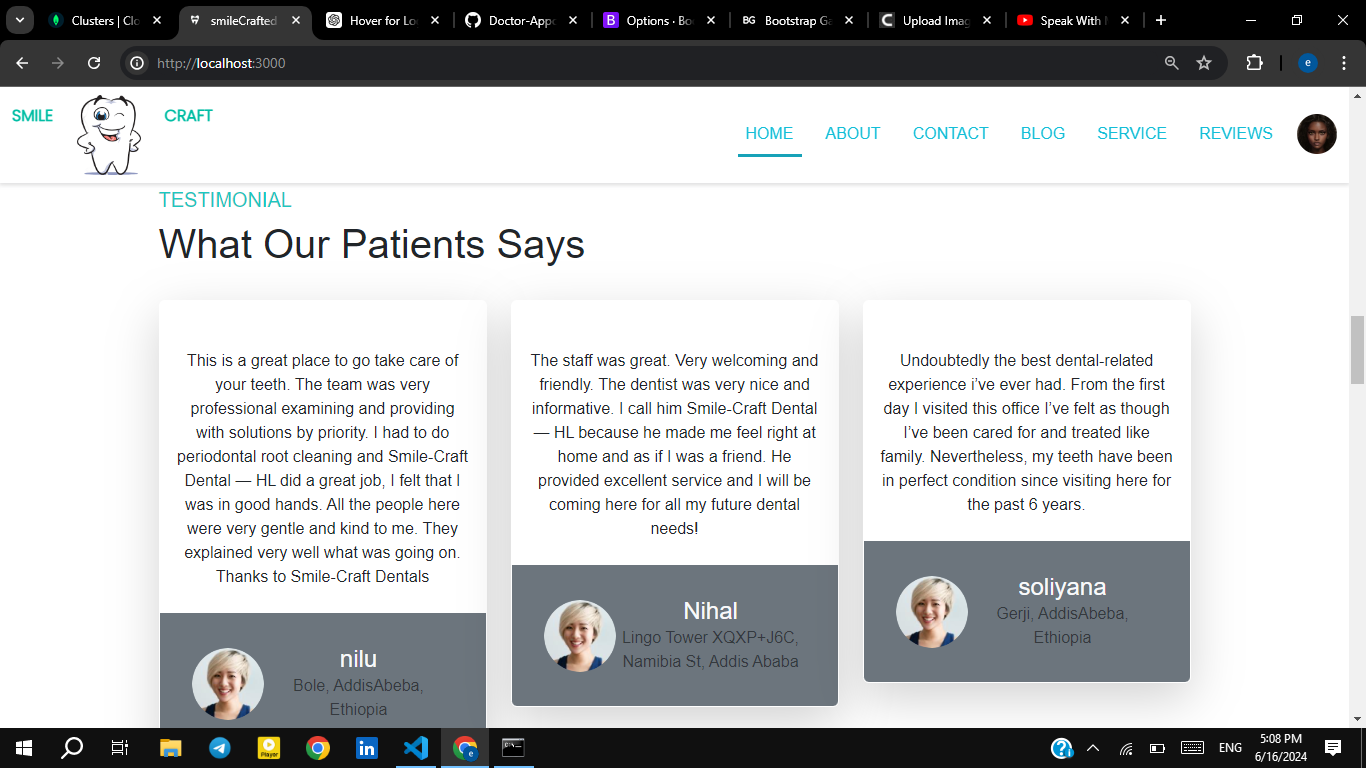 Clusters | Clo
smileCrafted
Hover for Lo
Doctor-Appo
Options · Bo
B
BG
Bootstrap Ga
Upload Imag
Speak With
http://localhost:3000
e
SMILE
CRAFT
HOME
ABOUT
CONTACT
BLOG
SERVICE
REVIEWS
TESTIMONIAL
What Our Patients Says
This is a great place to go take care of
your teeth. The team was very
professional examining and providing
with solutions by priority. I had to do
periodontal root cleaning and Smile-Craft
Dental — HL did a great job, I felt that I
was in good hands. All the people here
were very gentle and kind to me. They
explained very well what was going on.
Thanks to Smile-Craft Dentals
nilu
Bole, AddisAbeba,
Ethiopia
The staff was great. Very welcoming and
friendly. The dentist was very nice and
informative. I call him Smile-Craft Dental
— HL because he made me feel right at
home and as if I was a friend. He
provided excellent service and I will be
coming here for all my future dental
needs!
Nihal
Lingo Tower XQXP+J6C,
Namibia St, Addis Ababa
Undoubtedly the best dental-related
experience i’ve ever had. From the first
day I visited this office I’ve felt as though
I’ve been cared for and treated like
family. Nevertheless, my teeth have been
in perfect condition since visiting here for
the past 6 years.
soliyana
Gerji, AddisAbeba,
Ethiopia
Player
in
ENG
5:08 PM
6/16/2024